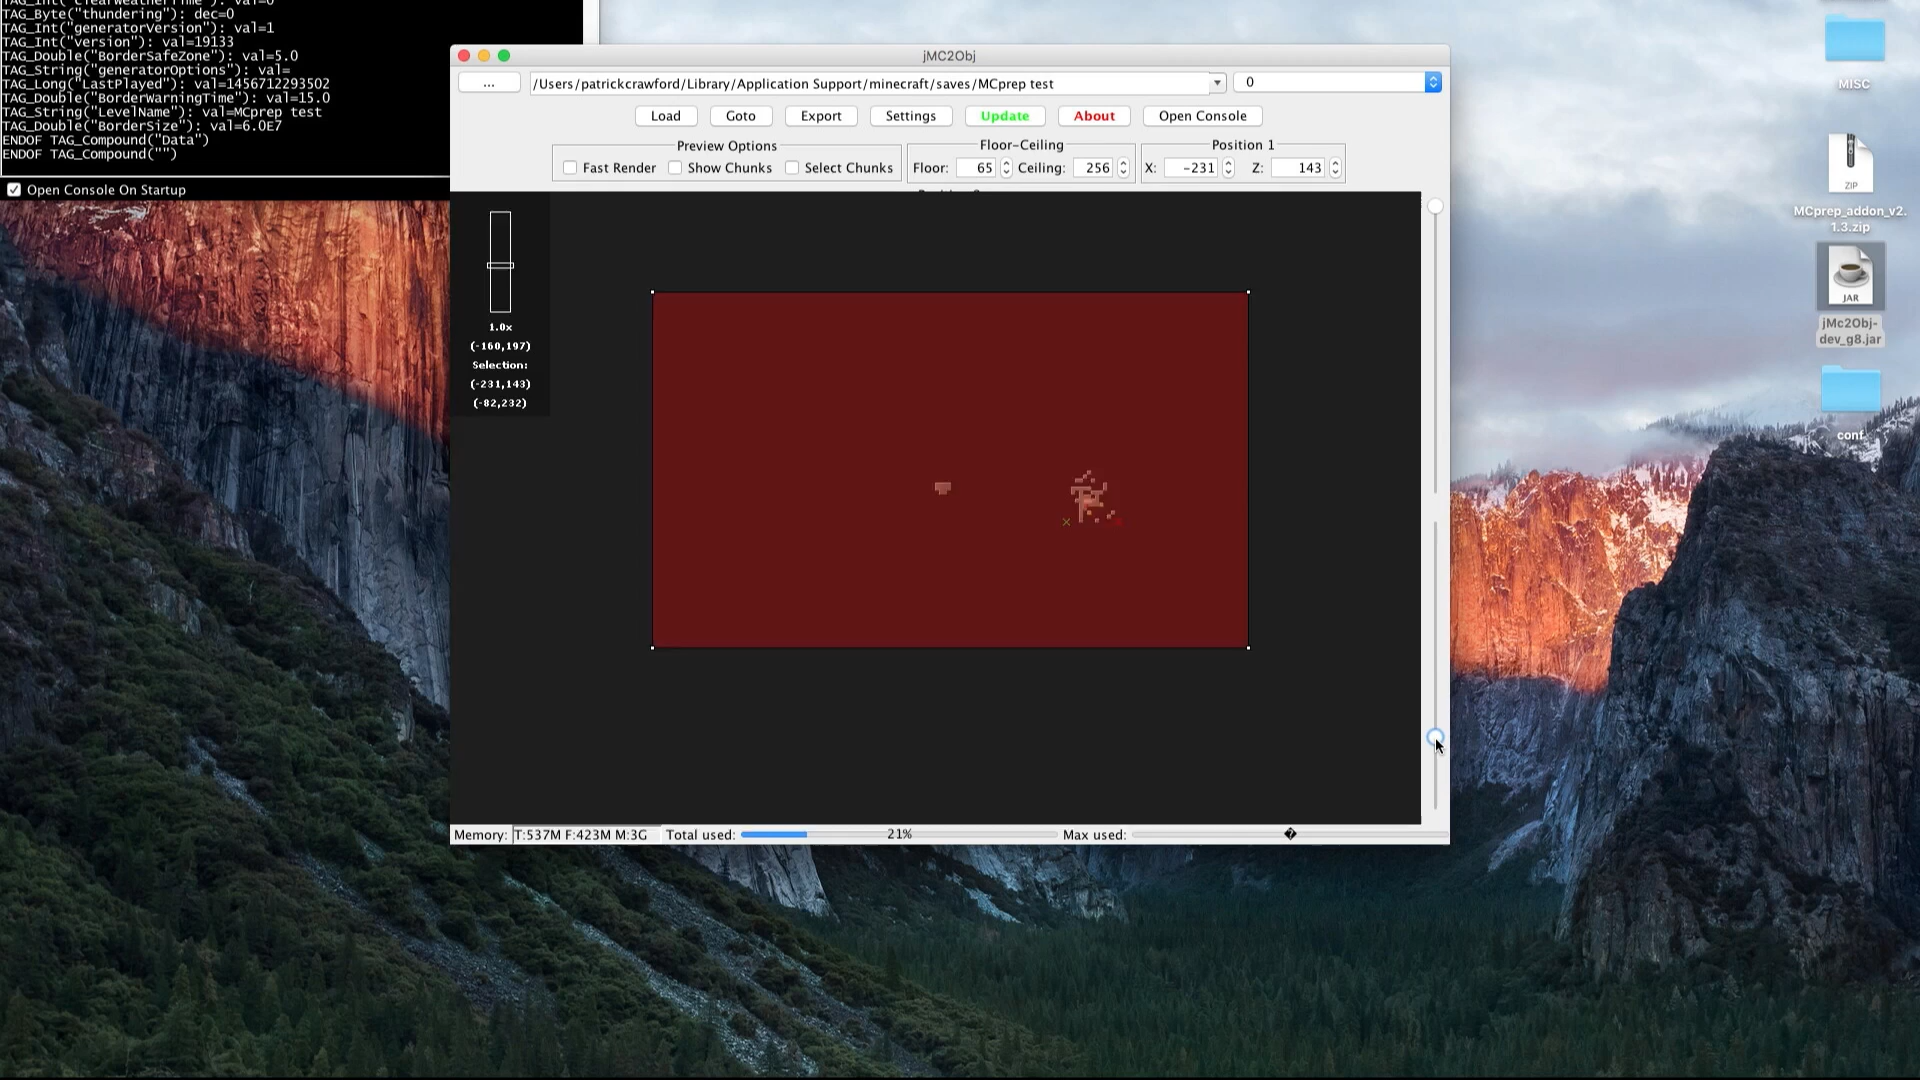 TAG_Int("clearWeatherTime"): val=0
TAG_Byte("thundering"): dec=0
TAG_Int("generatorVersion"): val=1
TAG_Int("version"): val=19133
TAG_Double("BorderSafeZone"): val=5.0
TAG_String("generatorOptions"): val=
TAG_Long("LastPlayed"): val=1456712293502
TAG_Double("BorderWarningTime"): val=15.0
TAG_String("LevelName"): val=MCprep test
TAG_Double("BorderSize"): val=6.0E7
ENDOF TAG_Compound("Data")
ENDOF TAG_Compound("")
Open Console On Startup
jMC2Obj
...
/Users/patrickcrawford/Library/Application Support/minecraft/saves/MCprep test
0
Load Goto Export Settings Update About Open Console
Preview Options Floor-Ceiling Position 1
Fast Render Show Chunks Select Chunks Floor: 65 Ceiling: 256 X: -231 Z: 143
1.0x
(-160,197)
Selection:
(-231,143)
(-82,232)
Memory: T:537M F:423M M:3G Total used: 21% Max used: �
MISC
ZIP
MCprep_addon_v2.
1.3.zip
JAR
jMc2Obj-
dev_g8.jar
conf